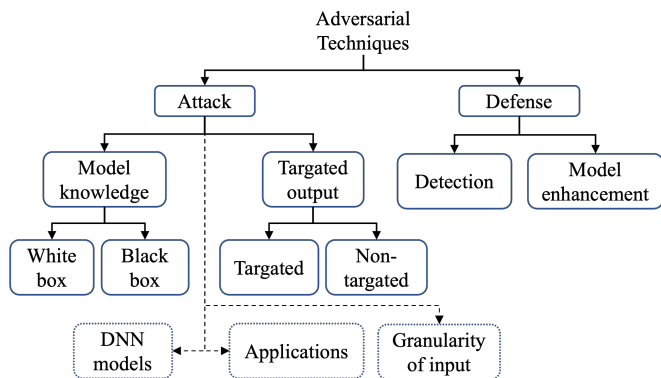 Adversarial
Techniques
Attack
Defense
Model
knowledge
Targated
output
Detection
Model
enhancement
White
box
Black
box
Targated
Non-
targated
DNN
models
Applications
Granularity
of input